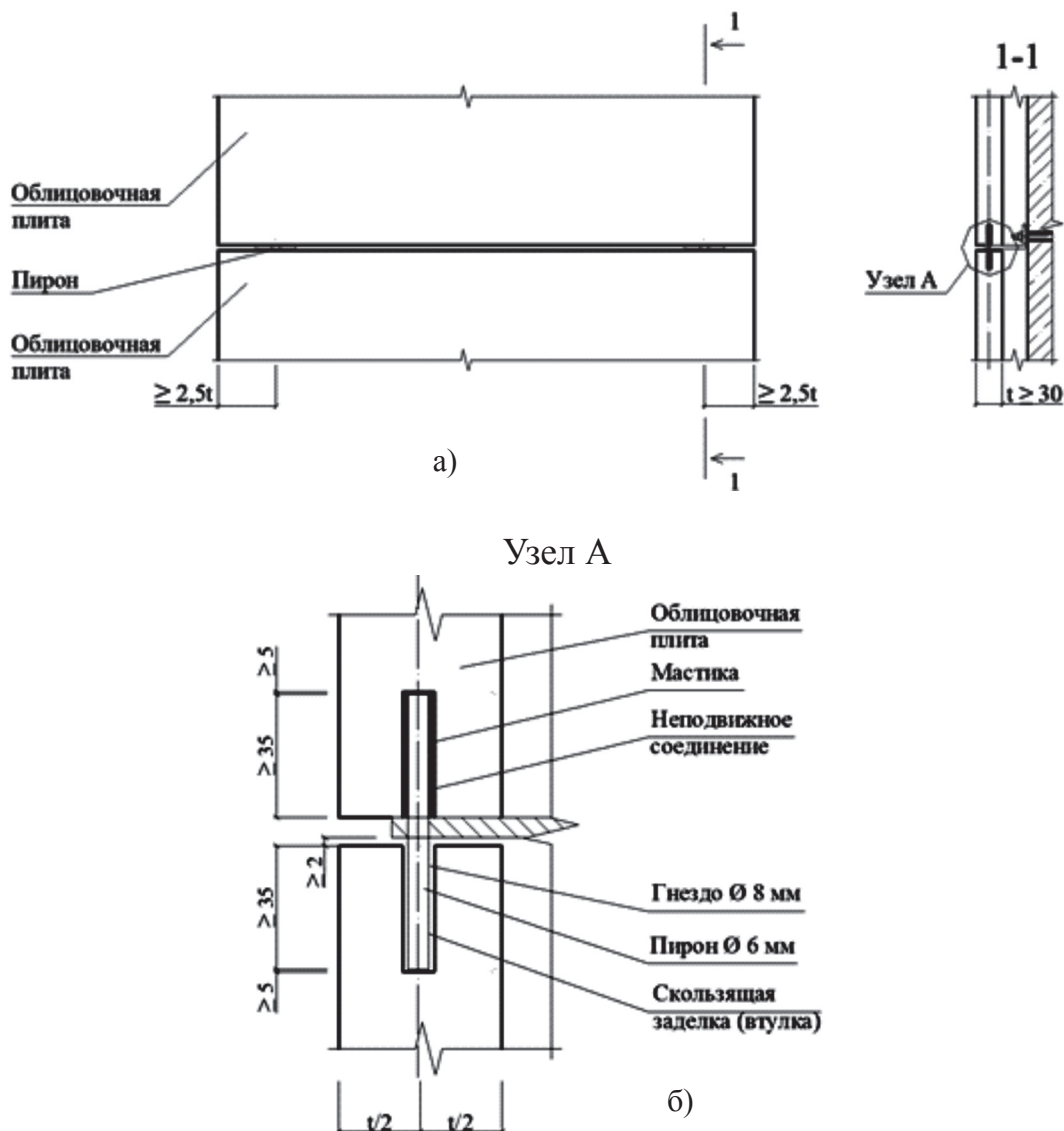 1
1-1
Облицовочная
плита
Пирон
Облицовочная
плита
Узел А
≥ 2,5t
≥ 2,5t
t ≥ 30
1
а)
Узел А
Облицовочная
плита
Мастика
Неподвижное
соединение
≥5
≥35
≥2
≥35
≥5
Гнездо Ø 8 мм
Пирон Ø 6 мм
Скользящая
заделка (втулка)
t/2
t/2
б)